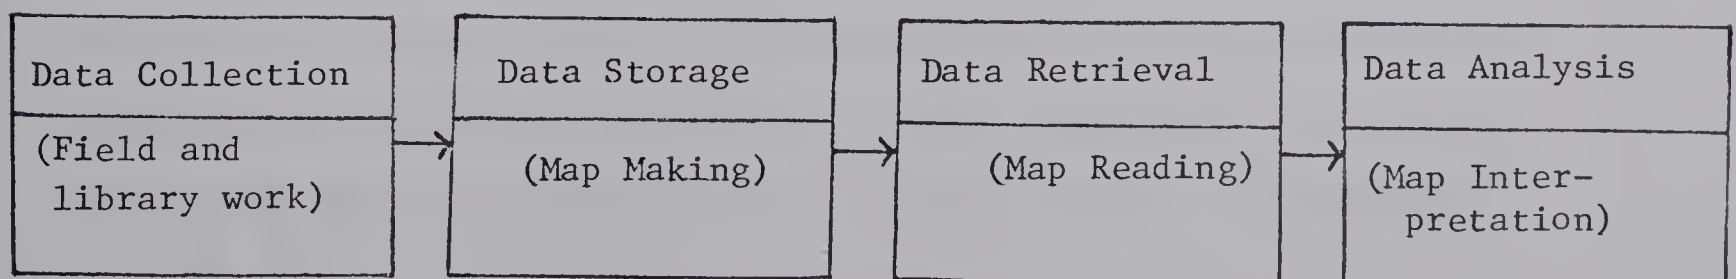 Data Collection
(Field and
library work)
Data Storage
(Map Making)
Data Retrieval
(Map Reading)
Data Analysis
(Map Inter-
pretation)